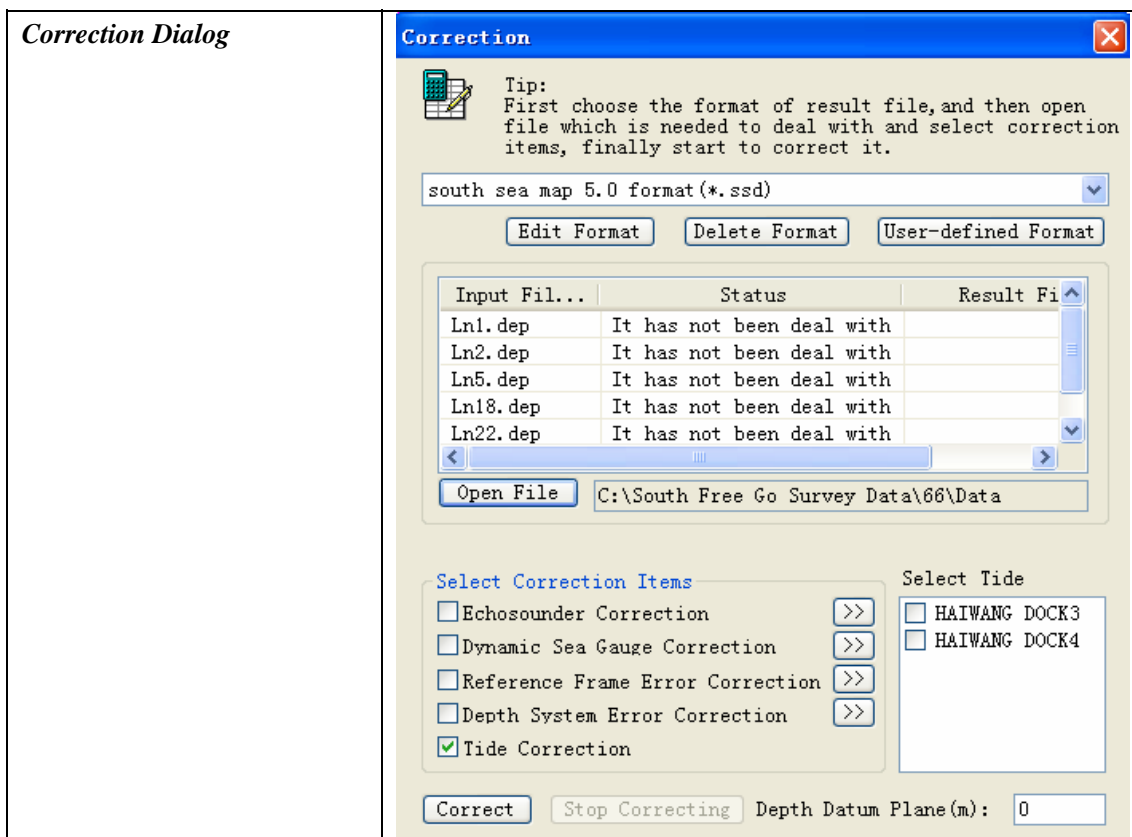 Correction Dialog
Correction
Tip:
First choose the format of result file, and then open
file which is needed to deal with and select correction
items, finally start to correct it.
south sea map 5.0 format(*.ssd)
Edit Format Delete Format User-defined Format
Input Fil... Status Result Fi
Ln1.dep It has not been deal with
Ln2.dep It has not been deal with
Ln5.dep It has not been deal with
Ln18.dep It has not been deal with
Ln22.dep It has not been deal with
Open File C:\South Free Go Survey Data\66\Data
Select Correction Items
Echosounder Correction >>
Dynamic Sea Gauge Correction >>
Reference Frame Error Correction >>
Depth System Error Correction >>
Tide Correction
Select Tide
HAIWANG DOCK3
HAIWANG DOCK4
Correct Stop Correcting Depth Datum Plane(m): 0